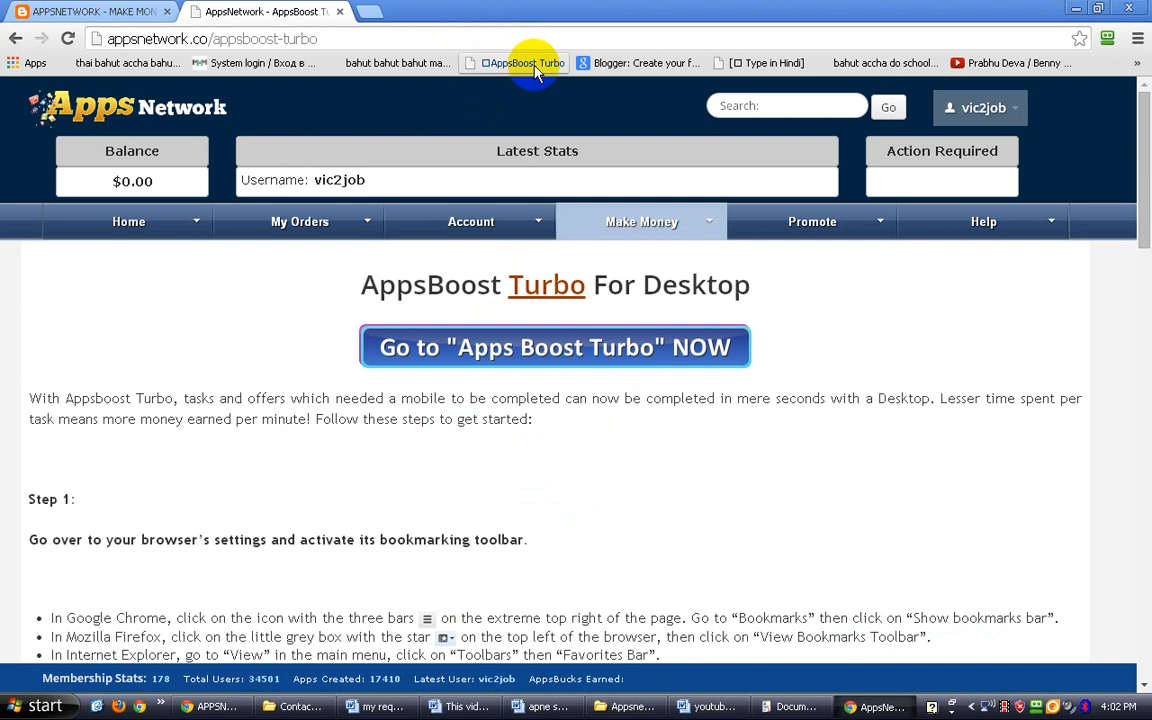 APPSNETWORK - MAKE MON
AppsNetwork - AppsBoost Tu
appsnetwork.co/appsboost-turbo
Apps
thai bahut accha bahu...
System login / Вход в ...
bahut bahut bahut ma...
AppsBoost Turbo
Blogger: Create your f...
[☐ Type in Hindi]
bahut accha do school...
Prabhu Deva / Benny ...
»
Apps Network
Search:
Go
vic2job
Balance
Latest Stats
Action Required
$0.00
Username: vic2job
Home
My Orders
Account
Make Money
Promote
Help
AppsBoost Turbo For Desktop
Go to "Apps Boost Turbo" NOW
With Appsboost Turbo, tasks and offers which needed a mobile to be completed can now be completed in mere seconds with a Desktop. Lesser time spent per
task means more money earned per minute! Follow these steps to get started:
Step 1:
Go over to your browser's settings and activate its bookmarking toolbar.
• In Google Chrome, click on the icon with the three bars on the extreme top right of the page. Go to “Bookmarks” then click on “Show bookmarks bar”.
• In Mozilla Firefox, click on the little grey box with the star on the top left of the browser, then click on “View Bookmarks Toolbar”.
• In Internet Explorer, go to “View” in the main menu, click on “Toolbars” then “Favorites Bar”.
Membership Stats: 178 Total Users: 34501 Apps Created: 17410 Latest User: vic2job AppsBucks Earned:
start
»
APPSN...
Contac...
my req...
This vid...
apne s...
Appsne...
youtub...
Docum...
AppsNe...
4:02 PM